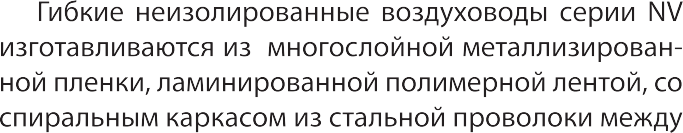 Гибкие неизолированные воздуховоды серии NV
изготавливаются из многослойной металлизирован-
ной пленки, ламинированной полимерной лентой, со
спиральным каркасом из стальной проволоки между